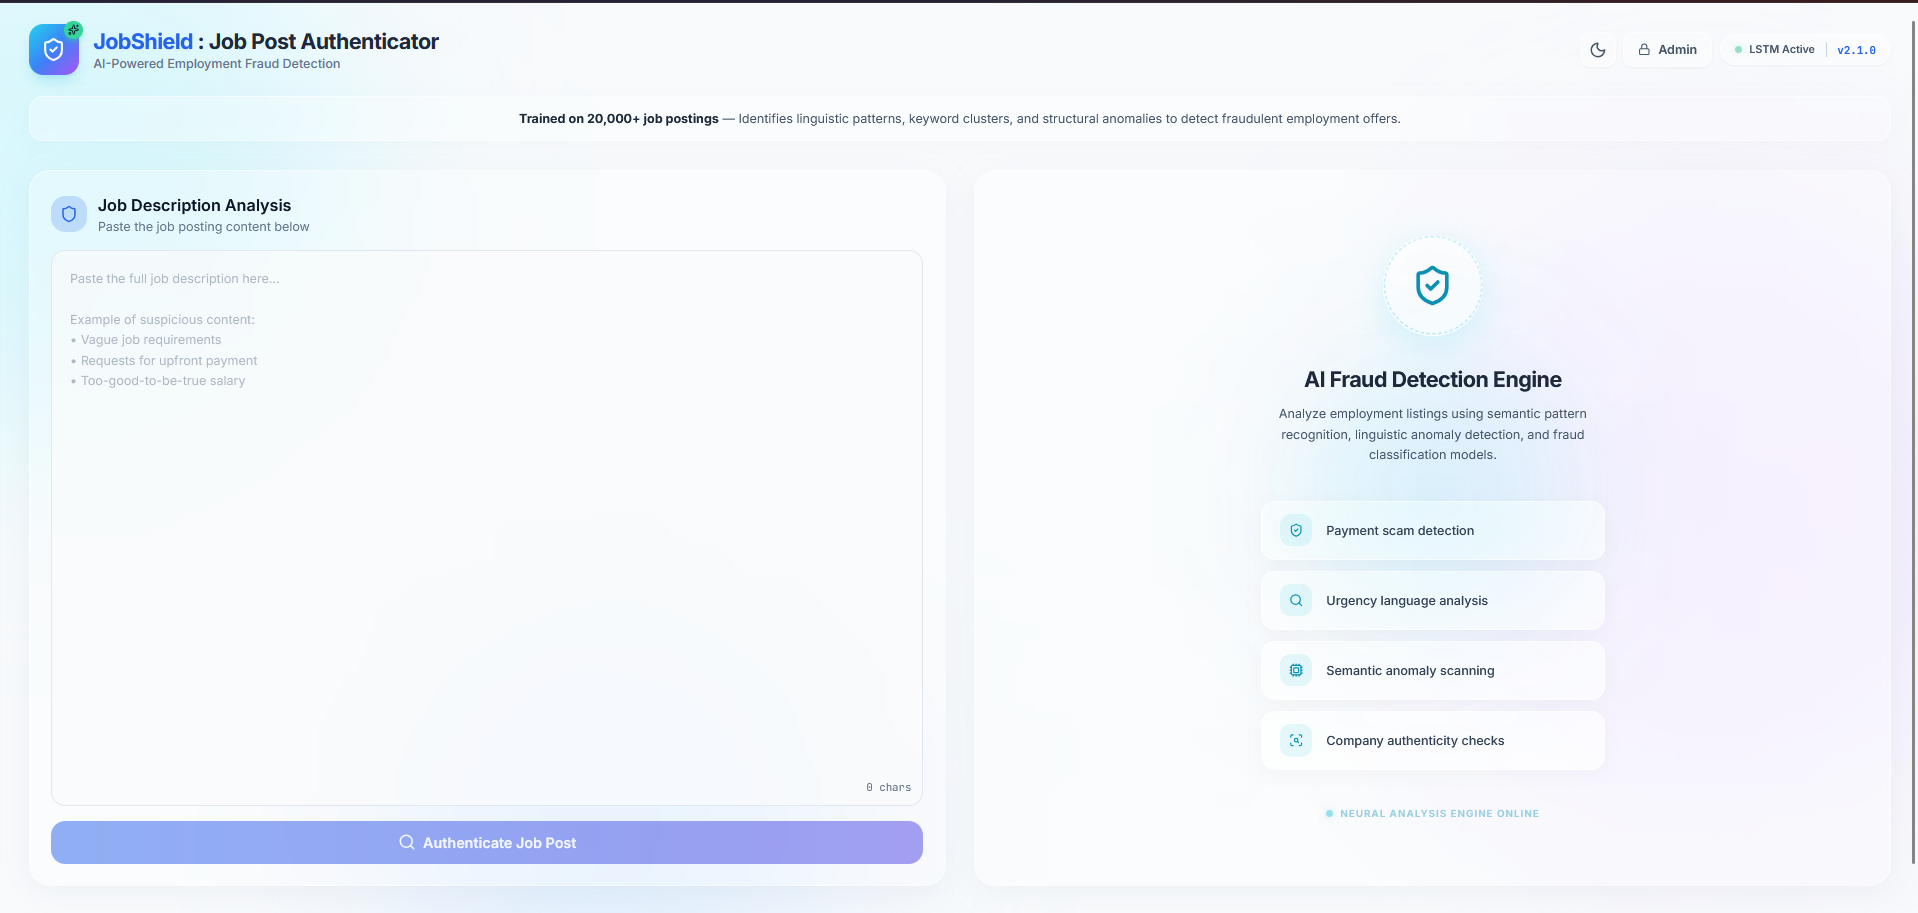 JobShield : Job Post Authenticator
AI-Powered Employment Fraud Detection
Admin
LSTM Active
v2.1.0
Trained on 20,000+ job postings — Identifies linguistic patterns, keyword clusters, and structural anomalies to detect fraudulent employment offers.
Job Description Analysis
Paste the job posting content below
Paste the full job description here...
Example of suspicious content:
• Vague job requirements
• Requests for upfront payment
• Too-good-to-be-true salary
0 chars
Authenticate Job Post
AI Fraud Detection Engine
Analyze employment listings using semantic pattern
recognition, linguistic anomaly detection, and fraud
classification models.
Payment scam detection
Urgency language analysis
Semantic anomaly scanning
Company authenticity checks
NEURAL ANALYSIS ENGINE ONLINE